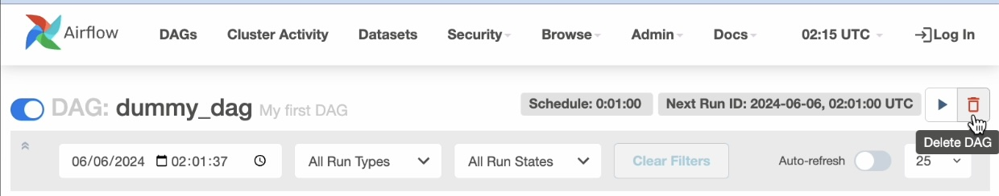 Airflow DAGs Cluster Activity Datasets Security Browse Admin Docs 02:15 UTC Log In
DAG: dummy_dag My first DAG Schedule: 0:01:00 Next Run ID: 2024-06-06, 02:01:00 UTC
Delete DAG
06/06/2024 02:01:37 All Run Types All Run States Clear Filters Auto-refresh 25